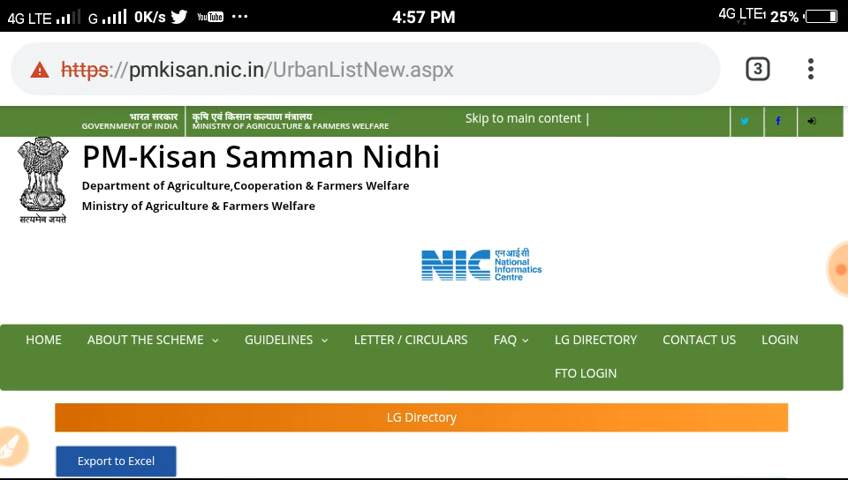 4G LTE G 0K/s YouTube ••• 4:57 PM 4G LTE 25%
https://pmkisan.nic.in/UrbanListNew.aspx 3
भारत सरकार कृषि एवं किसान कल्याण मंत्रालय Skip to main content |
GOVERNMENT OF INDIA MINISTRY OF AGRICULTURE & FARMERS WELFARE
PM-Kisan Samman Nidhi
Department of Agriculture,Cooperation & Farmers Welfare
Ministry of Agriculture & Farmers Welfare
सत्यमेव जयते
NIC एनआईसी
National
Informatics
Centre
HOME ABOUT THE SCHEME GUIDELINES LETTER / CIRCULARS FAQ LG DIRECTORY CONTACT US LOGIN
FTO LOGIN
LG Directory
Export to Excel